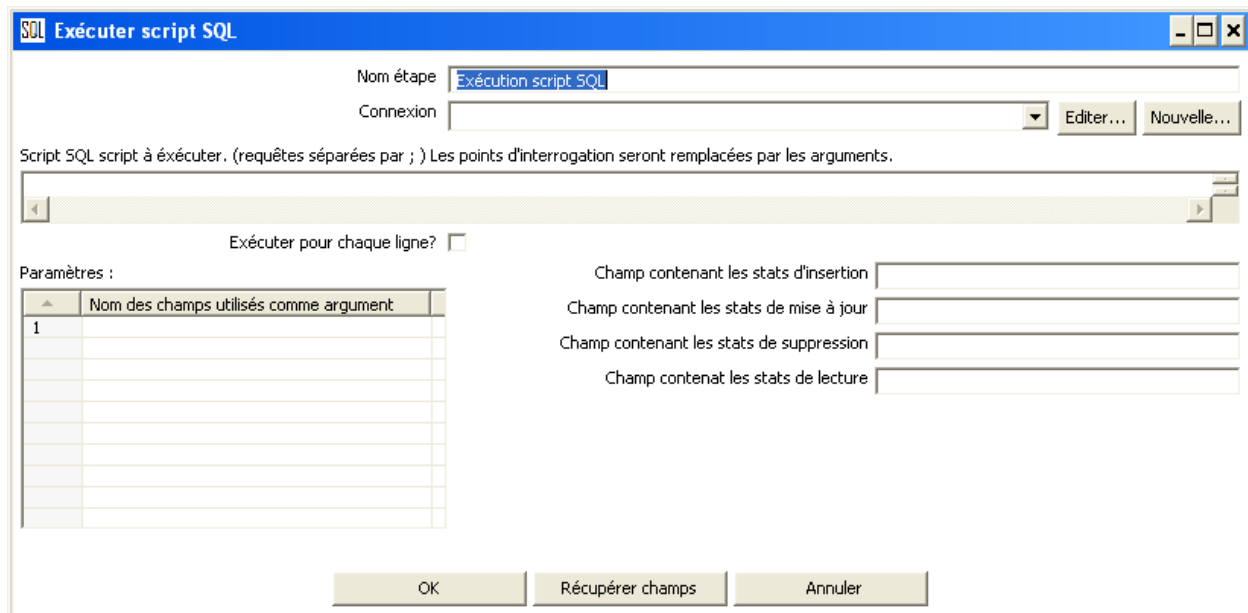 SQL Exécuter script SQL
Nom étape Exécution script SQL
Connexion Editer... Nouvelle...
Script SQL script à éxécuter. (requêtes séparées par ; ) Les points d'interrogation seront remplacées par les arguments.
Exécuter pour chaque ligne?
Paramètres :
Nom des champs utilisés comme argument
1
Champ contenant les stats d'insertion
Champ contenant les stats de mise à jour
Champ contenant les stats de suppression
Champ contenat les stats de lecture
OK Récupérer champs Annuler